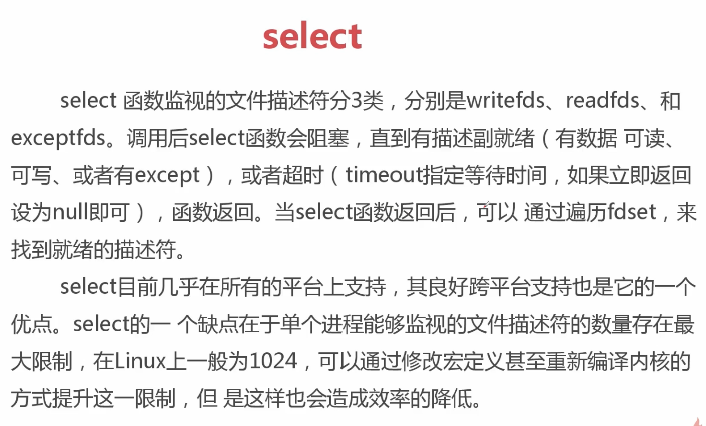 select
select 函数监视的文件描述符分3类，分别是writefds、readfds、和
exceptfds。调用后select函数会阻塞，直到有描述副就绪（有数据 可读、
可写、或者有except），或者超时（timeout指定等待时间，如果立即返回
设为null即可），函数返回。当select函数返回后，可以 通过遍历fdset，来
找到就绪的描述符。
select目前几乎在所有的平台上支持，其良好跨平台支持也是它的一个
优点。select的一 个缺点在于单个进程能够监视的文件描述符的数量存在最
大限制，在Linux上一般为1024，可以通过修改宏定义甚至重新编译内核的
方式提升这一限制，但 是这样也会造成效率的降低。